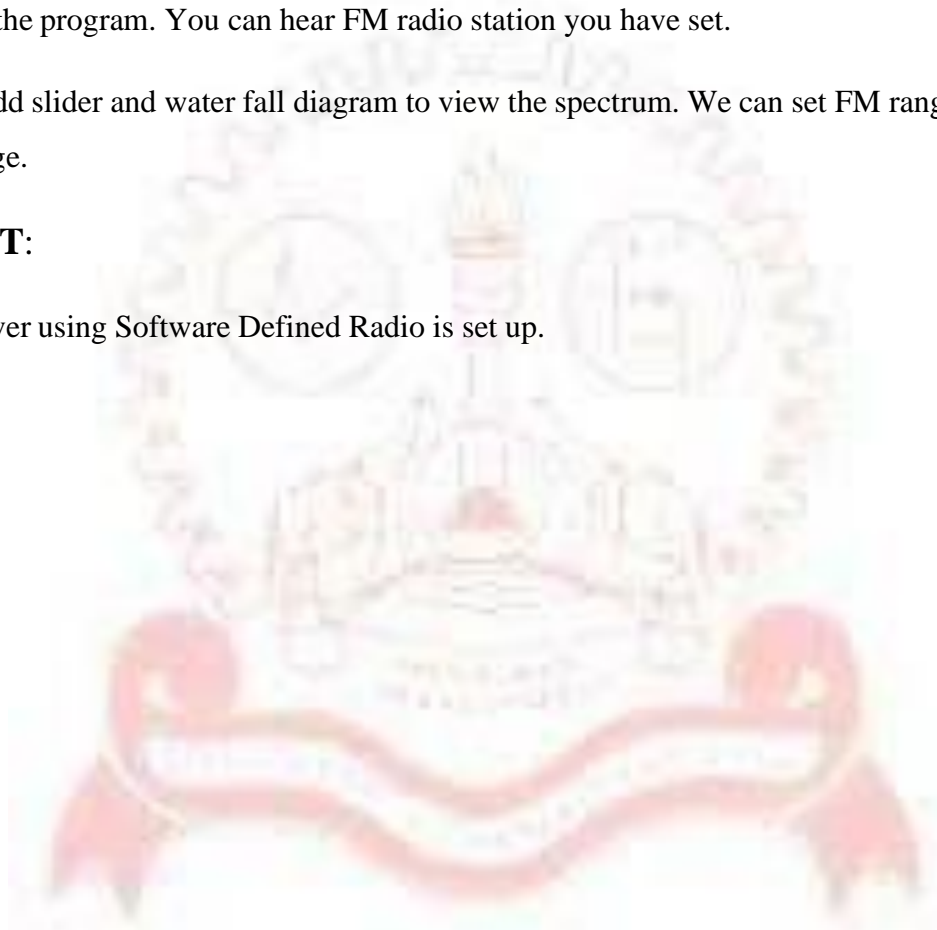 the program. You can hear FM radio station you have set.
dd slider and water fall diagram to view the spectrum. We can set FM rang
ge.
T:
ver using Software Defined Radio is set up.